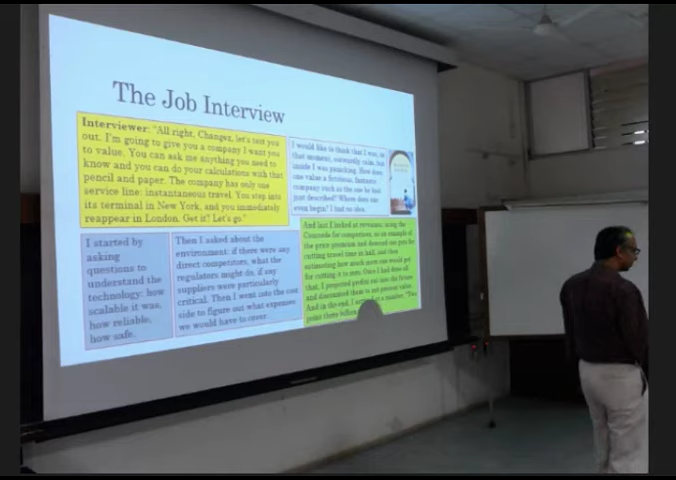 The Job Interview
Interviewer: "All right, Changez, let's test you
out. I'm going to give you a company I want you
to value. You can ask me anything you need to
know and you can do your calculations with that
pencil and paper. The company has only one
service line: instantaneous travel. You step into
its terminal in New York, and you immediately
reappear in London. Get it? Let's go."
I would like to think that I was, in
that moment, outwardly calm, but
inside I was panicking. How does
one value a fictitious, fantastic
company such as the one he had
just described? Where does one
even begin? I had no idea.
I started by
asking
questions to
understand the
technology: how
scalable it was,
how reliable,
how safe.
Then I asked about the
environment: if there were any
direct competitors, what the
regulators might do, if any
suppliers were particularly
critical. Then I went into the cost
side to figure out what expenses
we would have to cover.
And last I looked at revenues, using the
Concorde for comparison, as an example of
the price premium and demand one gets for
cutting travel time in half, and then
estimating how much more one would get
for cutting it to zero. Once I had done all
that, I projected profits out into the future
and discounted them to net present value.
And in the end, I a number. "Two
point three billion